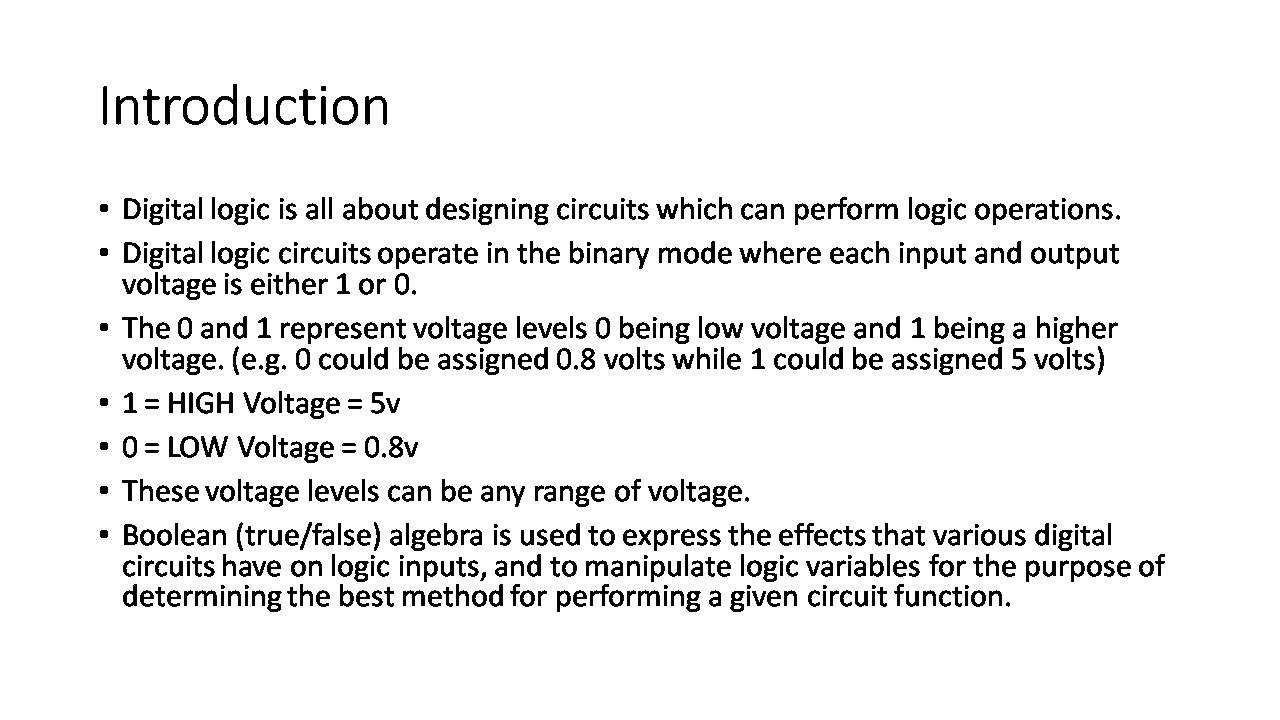 Introduction
• Digital logic is all about designing circuits which can perform logic operations.
• Digital logic circuits operate in the binary mode where each input and output
voltage is either 1 or 0.
• The 0 and 1 represent voltage levels 0 being low voltage and 1 being a higher
voltage. (e.g. 0 could be assigned 0.8 volts while 1 could be assigned 5 volts)
• 1 = HIGH Voltage = 5v
• 0 = LOW Voltage = 0.8v
• These voltage levels can be any range of voltage.
• Boolean (true/false) algebra is used to express the effects that various digital
circuits have on logic inputs, and to manipulate logic variables for the purpose of
determining the best method for performing a given circuit function.